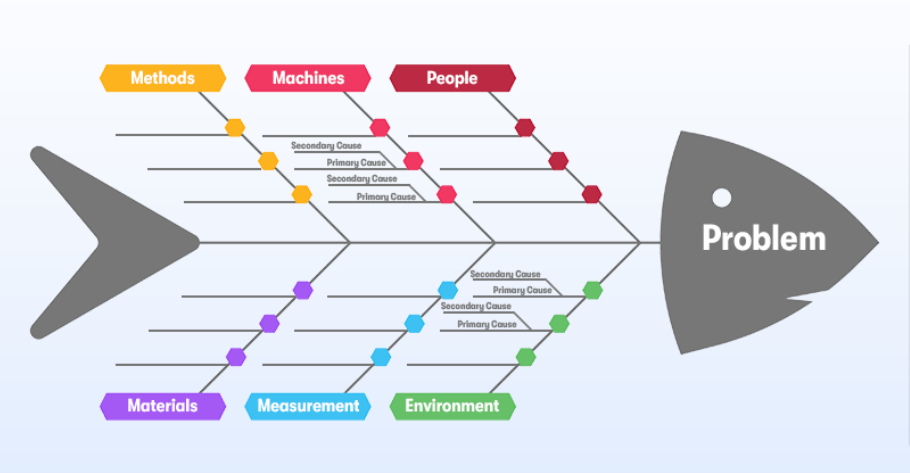 Methods
Machines
People
Secondary Cause
Primary Cause
Secondary Cause
Primary Cause
Problem
Secondary Cause
Primary Cause
Secondary Cause
Primary Cause
Materials
Measurement
Environment